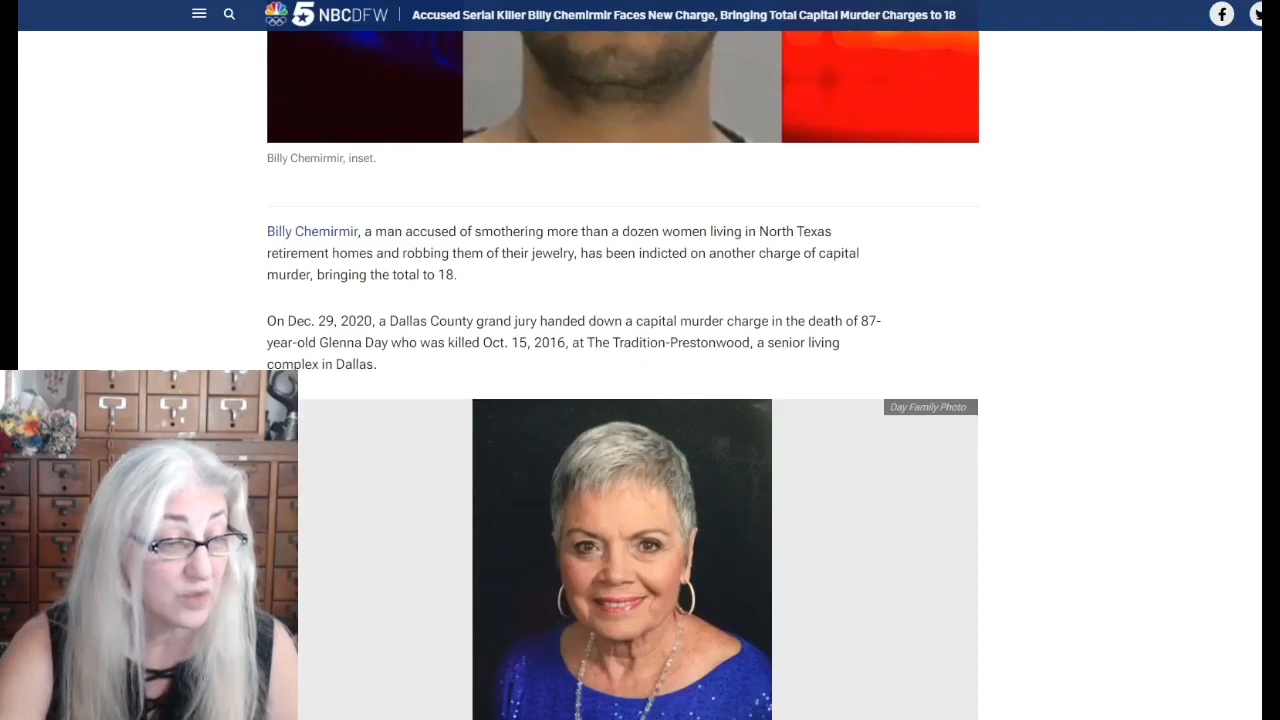 5 NBCDFW Accused Serial Killer Billy Chemirmir Faces New Charge, Bringing Total Capital Murder Charges to 18
Billy Chemirmir, inset.
Billy Chemirmir, a man accused of smothering more than a dozen women living in North Texas
retirement homes and robbing them of their jewelry, has been indicted on another charge of capital
murder, bringing the total to 18.
On Dec. 29, 2020, a Dallas County grand jury handed down a capital murder charge in the death of 87-
year-old Glenna Day who was killed Oct. 15, 2016, at The Tradition-Prestonwood, a senior living
complex in Dallas.
Day Family Photo